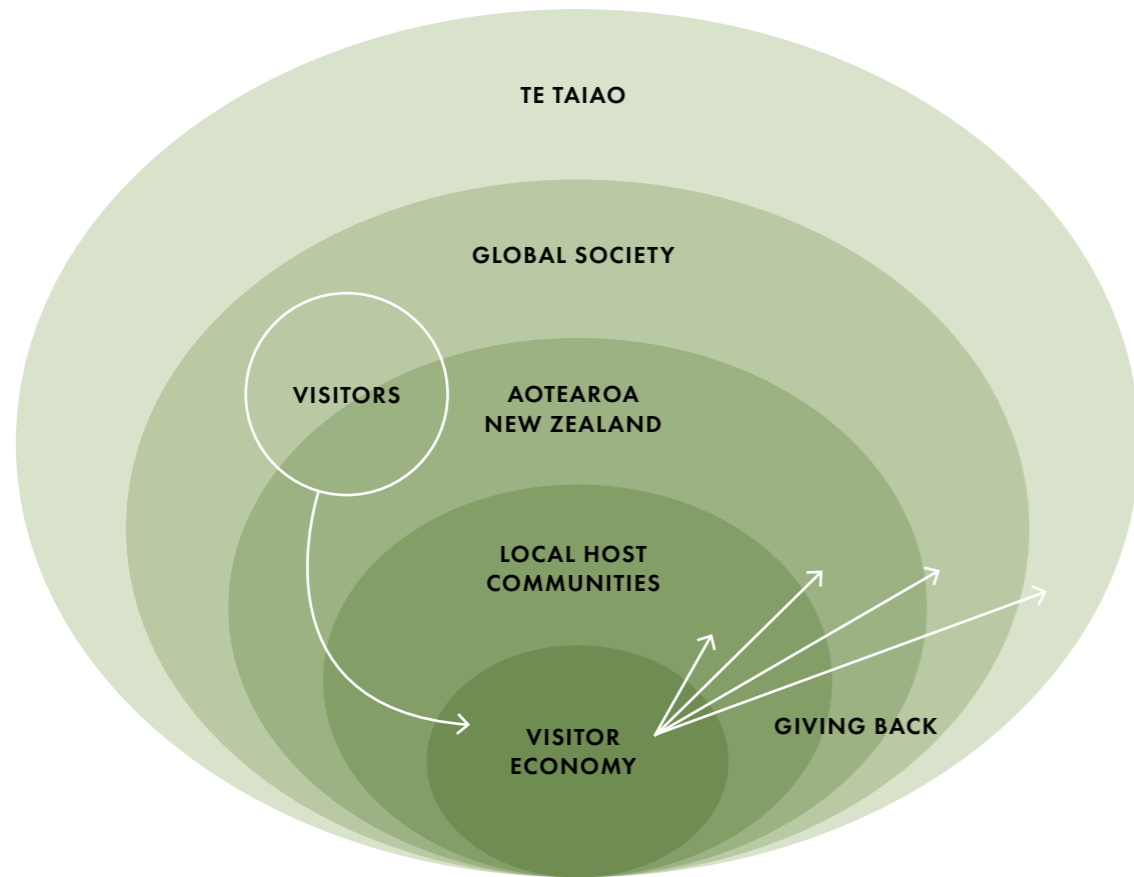 TE TAIAO
GLOBAL SOCIETY
VISITORS
AOTEAROA
NEW ZEALAND
LOCAL HOST
COMMUNITIES
VISITOR
ECONOMY
GIVING BACK